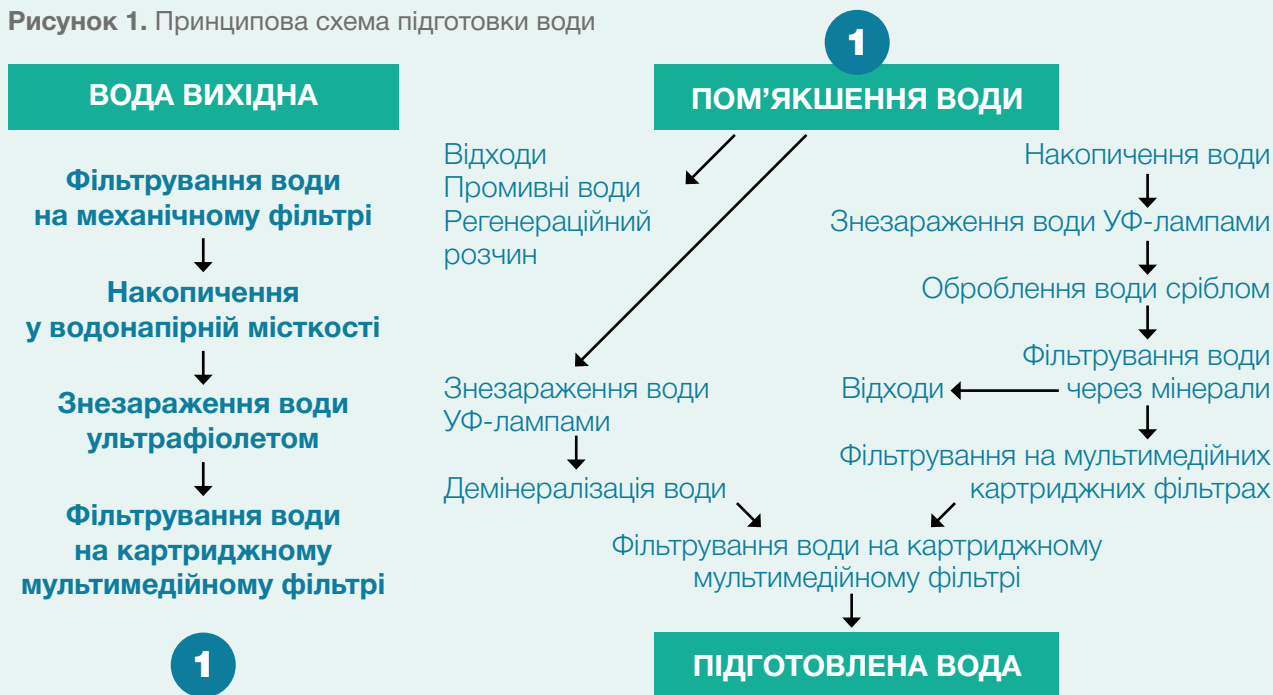 Рисунок 1. Принципова схема підготовки води
ВОДА ВИХІДНА
Фільтрування води
на механічному фільтрі
Накопичення
у водонапірній місткості
Знезараження води
ультрафіолетом
Фільтрування води
на картриджному
мультимедійному фільтрі
1
1
ПОМ’ЯКШЕННЯ ВОДИ
Відходи
Промивні води
Регенераційний
розчин
Знезараження води
УФ-лампами
Демінералізація води
Накопичення води
Знезараження води УФ-лампами
Оброблення води сріблом
Фільтрування води
через мінерали
Відходи
Фільтрування на мультимедійних
картриджних фільтрах
Фільтрування води на картриджному
мультимедійному фільтрі
ПІДГОТОВЛЕНА ВОДА